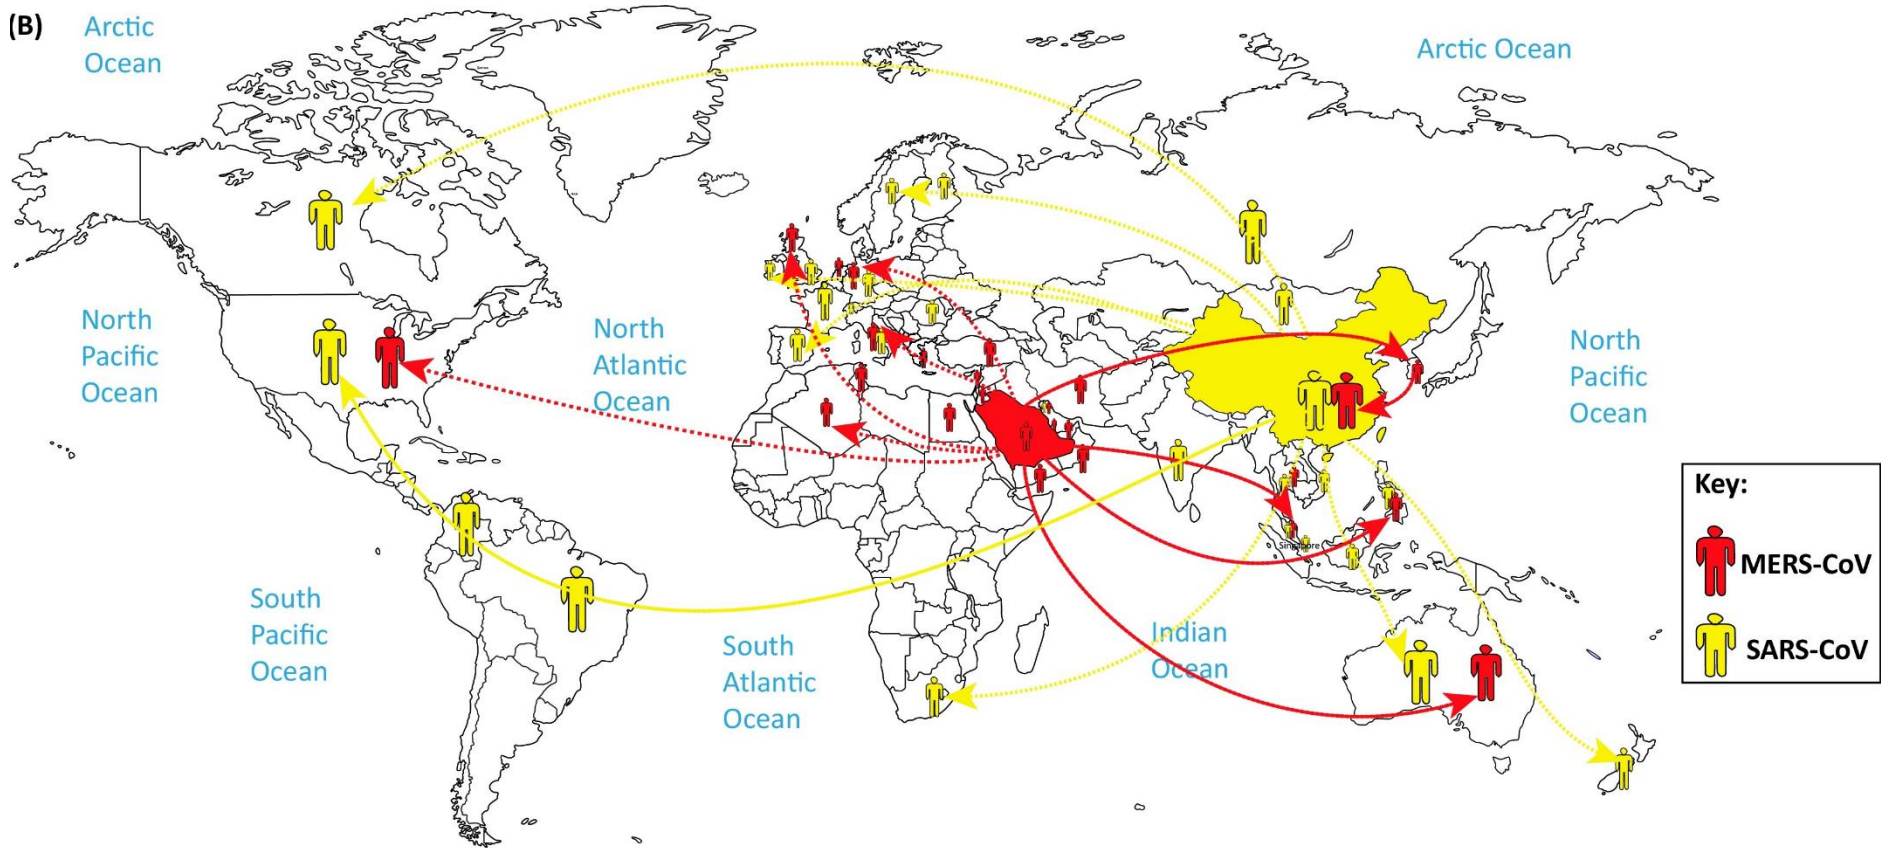 (B)
Arctic
Ocean
Arctic Ocean
North
Pacific
Ocean
North
Atlantic
Ocean
North
Pacific
Ocean
Singapore
South
Pacific
Ocean
South
Atlantic
Ocean
Indian
Ocean
Key:
MERS-CoV
SARS-CoV